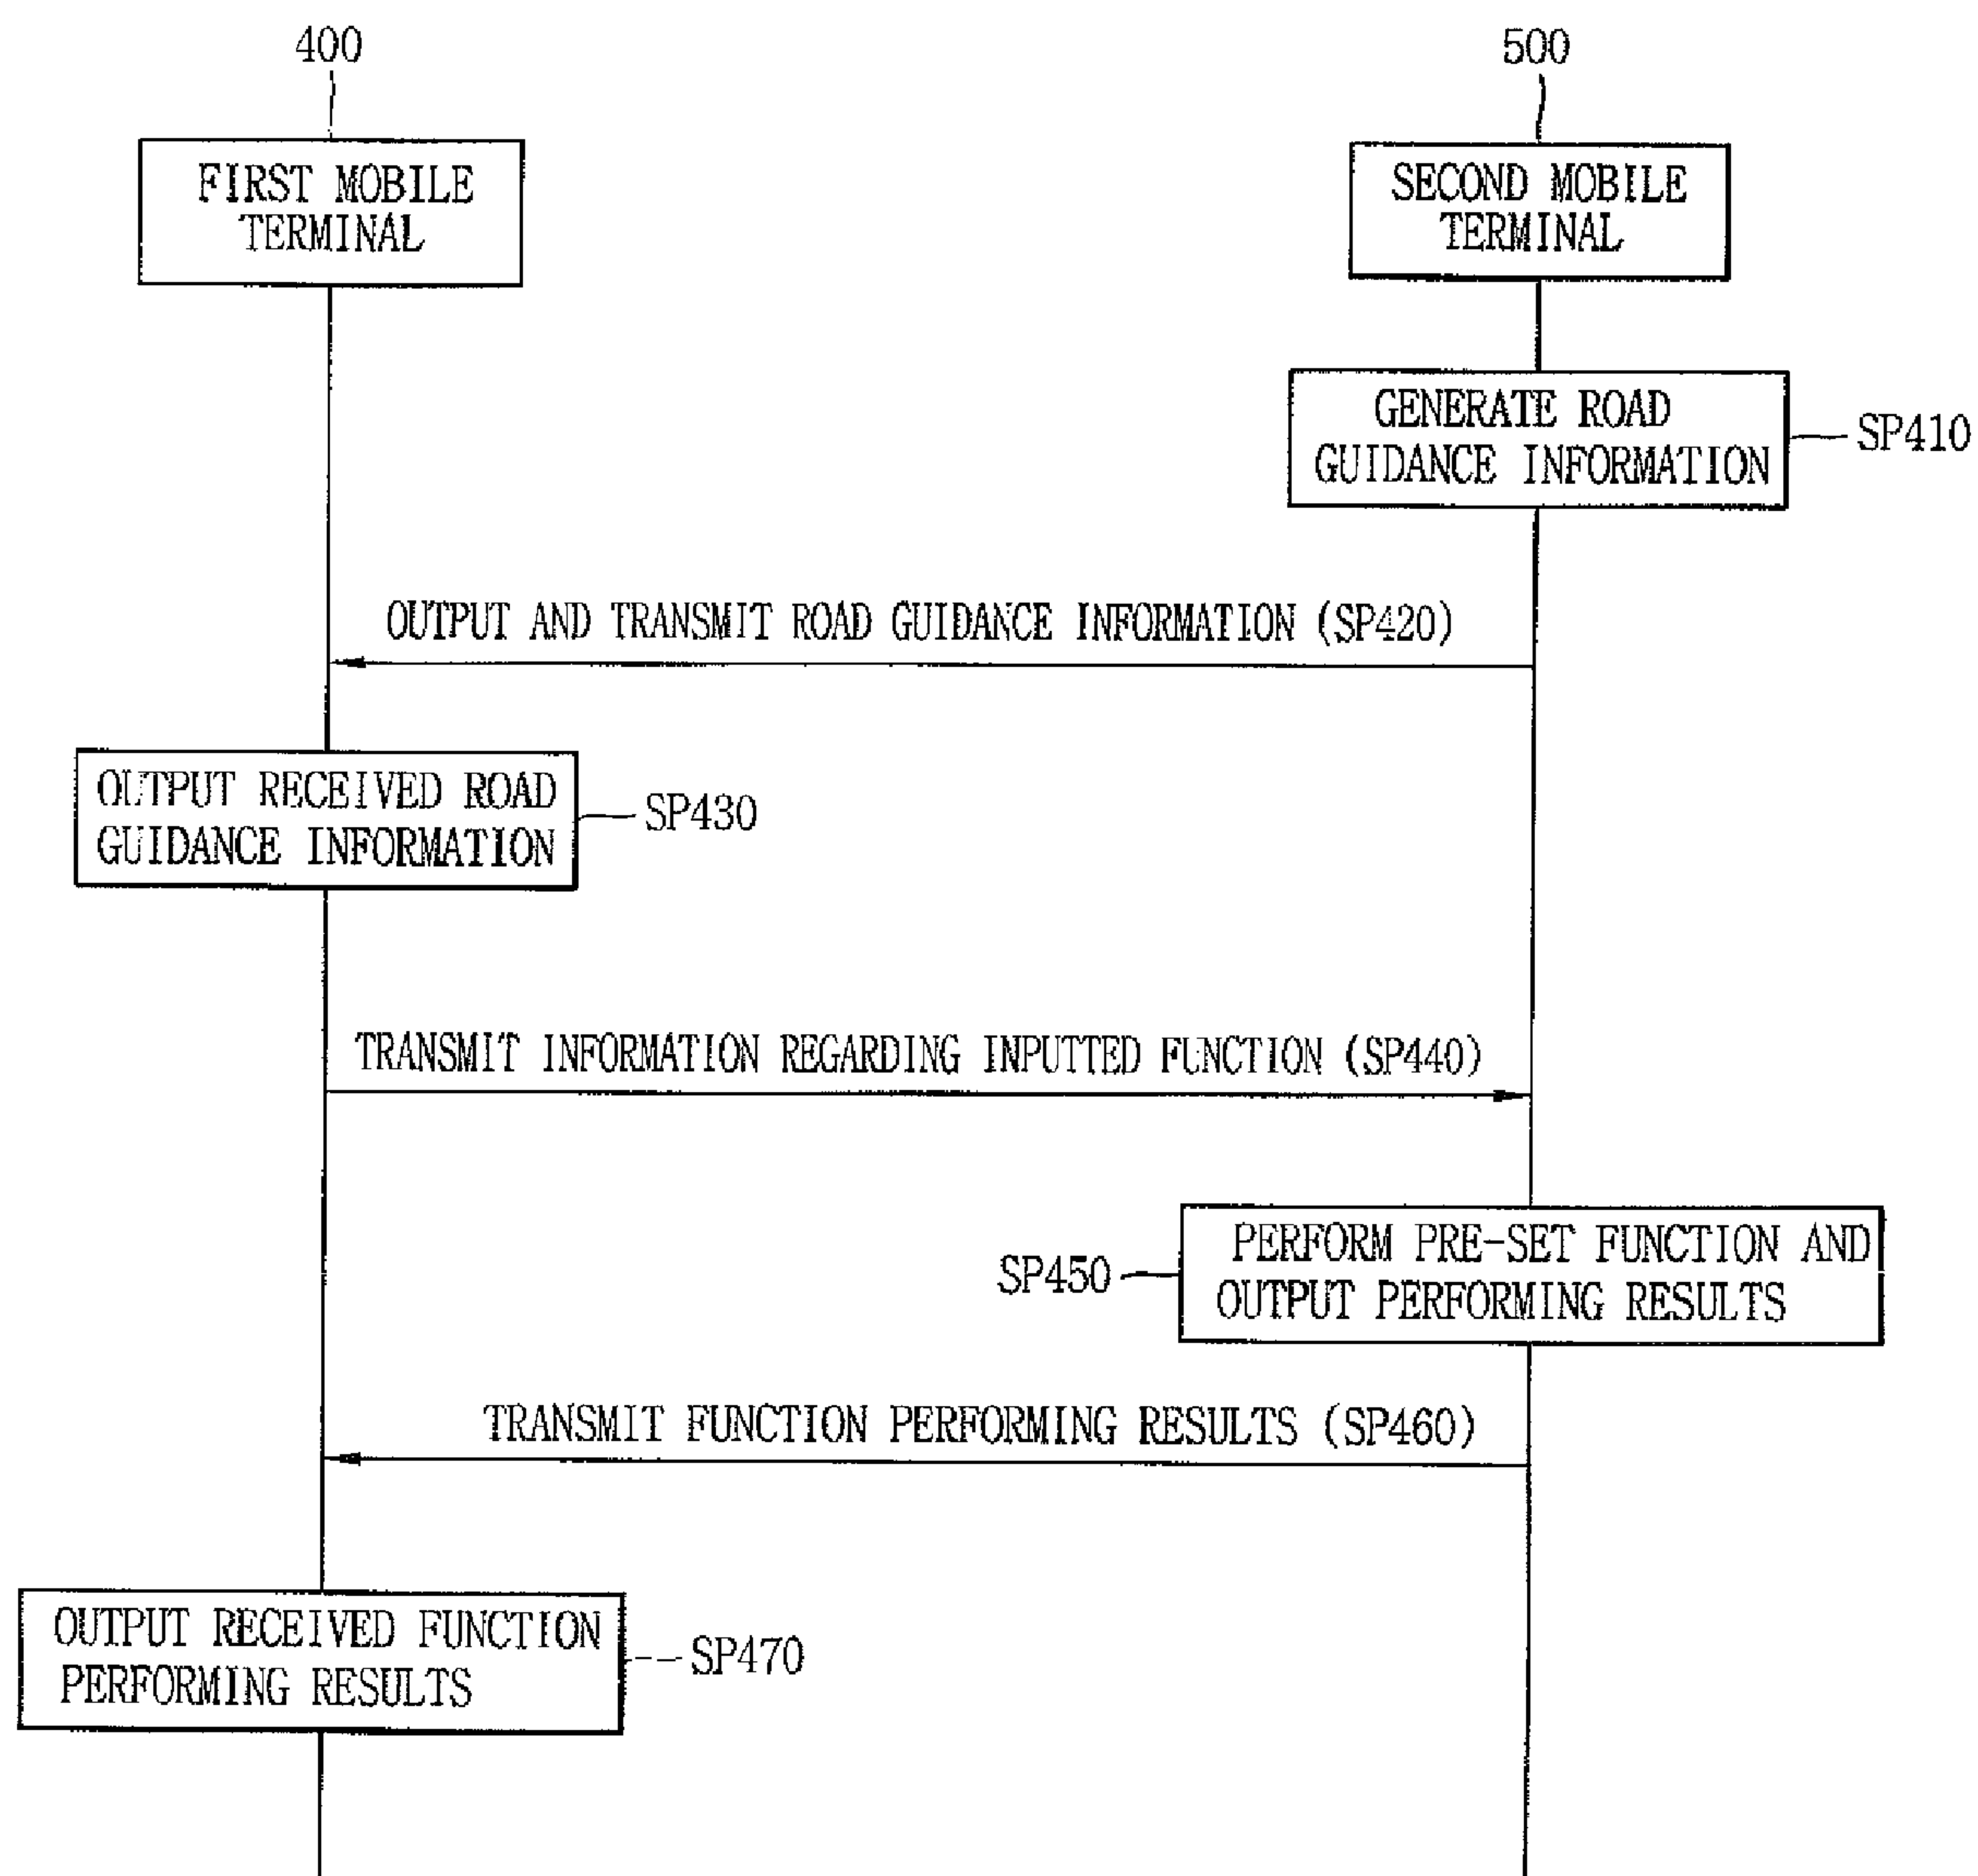 400
500
FIRST MOBILE
TERMINAL
SECOND MOBILE
TERMINAL
GENERATE ROAD
GUIDANCE INFORMATION
SP410
OUTPUT AND TRANSMIT ROAD GUIDANCE INFORMATION (SP420)
OUTPUT RECEIVED ROAD
GUIDANCE INFORMATION
SP430
TRANSMIT INFORMATION REGARDING INPUTTED FUNCTION (SP440)
SP450
PERFORM PRE-SET FUNCTION AND
OUTPUT PERFORMING RESULTS
TRANSMIT FUNCTION PERFORMING RESULTS (SP460)
OUTPUT RECEIVED FUNCTION
PERFORMING RESULTS
SP470